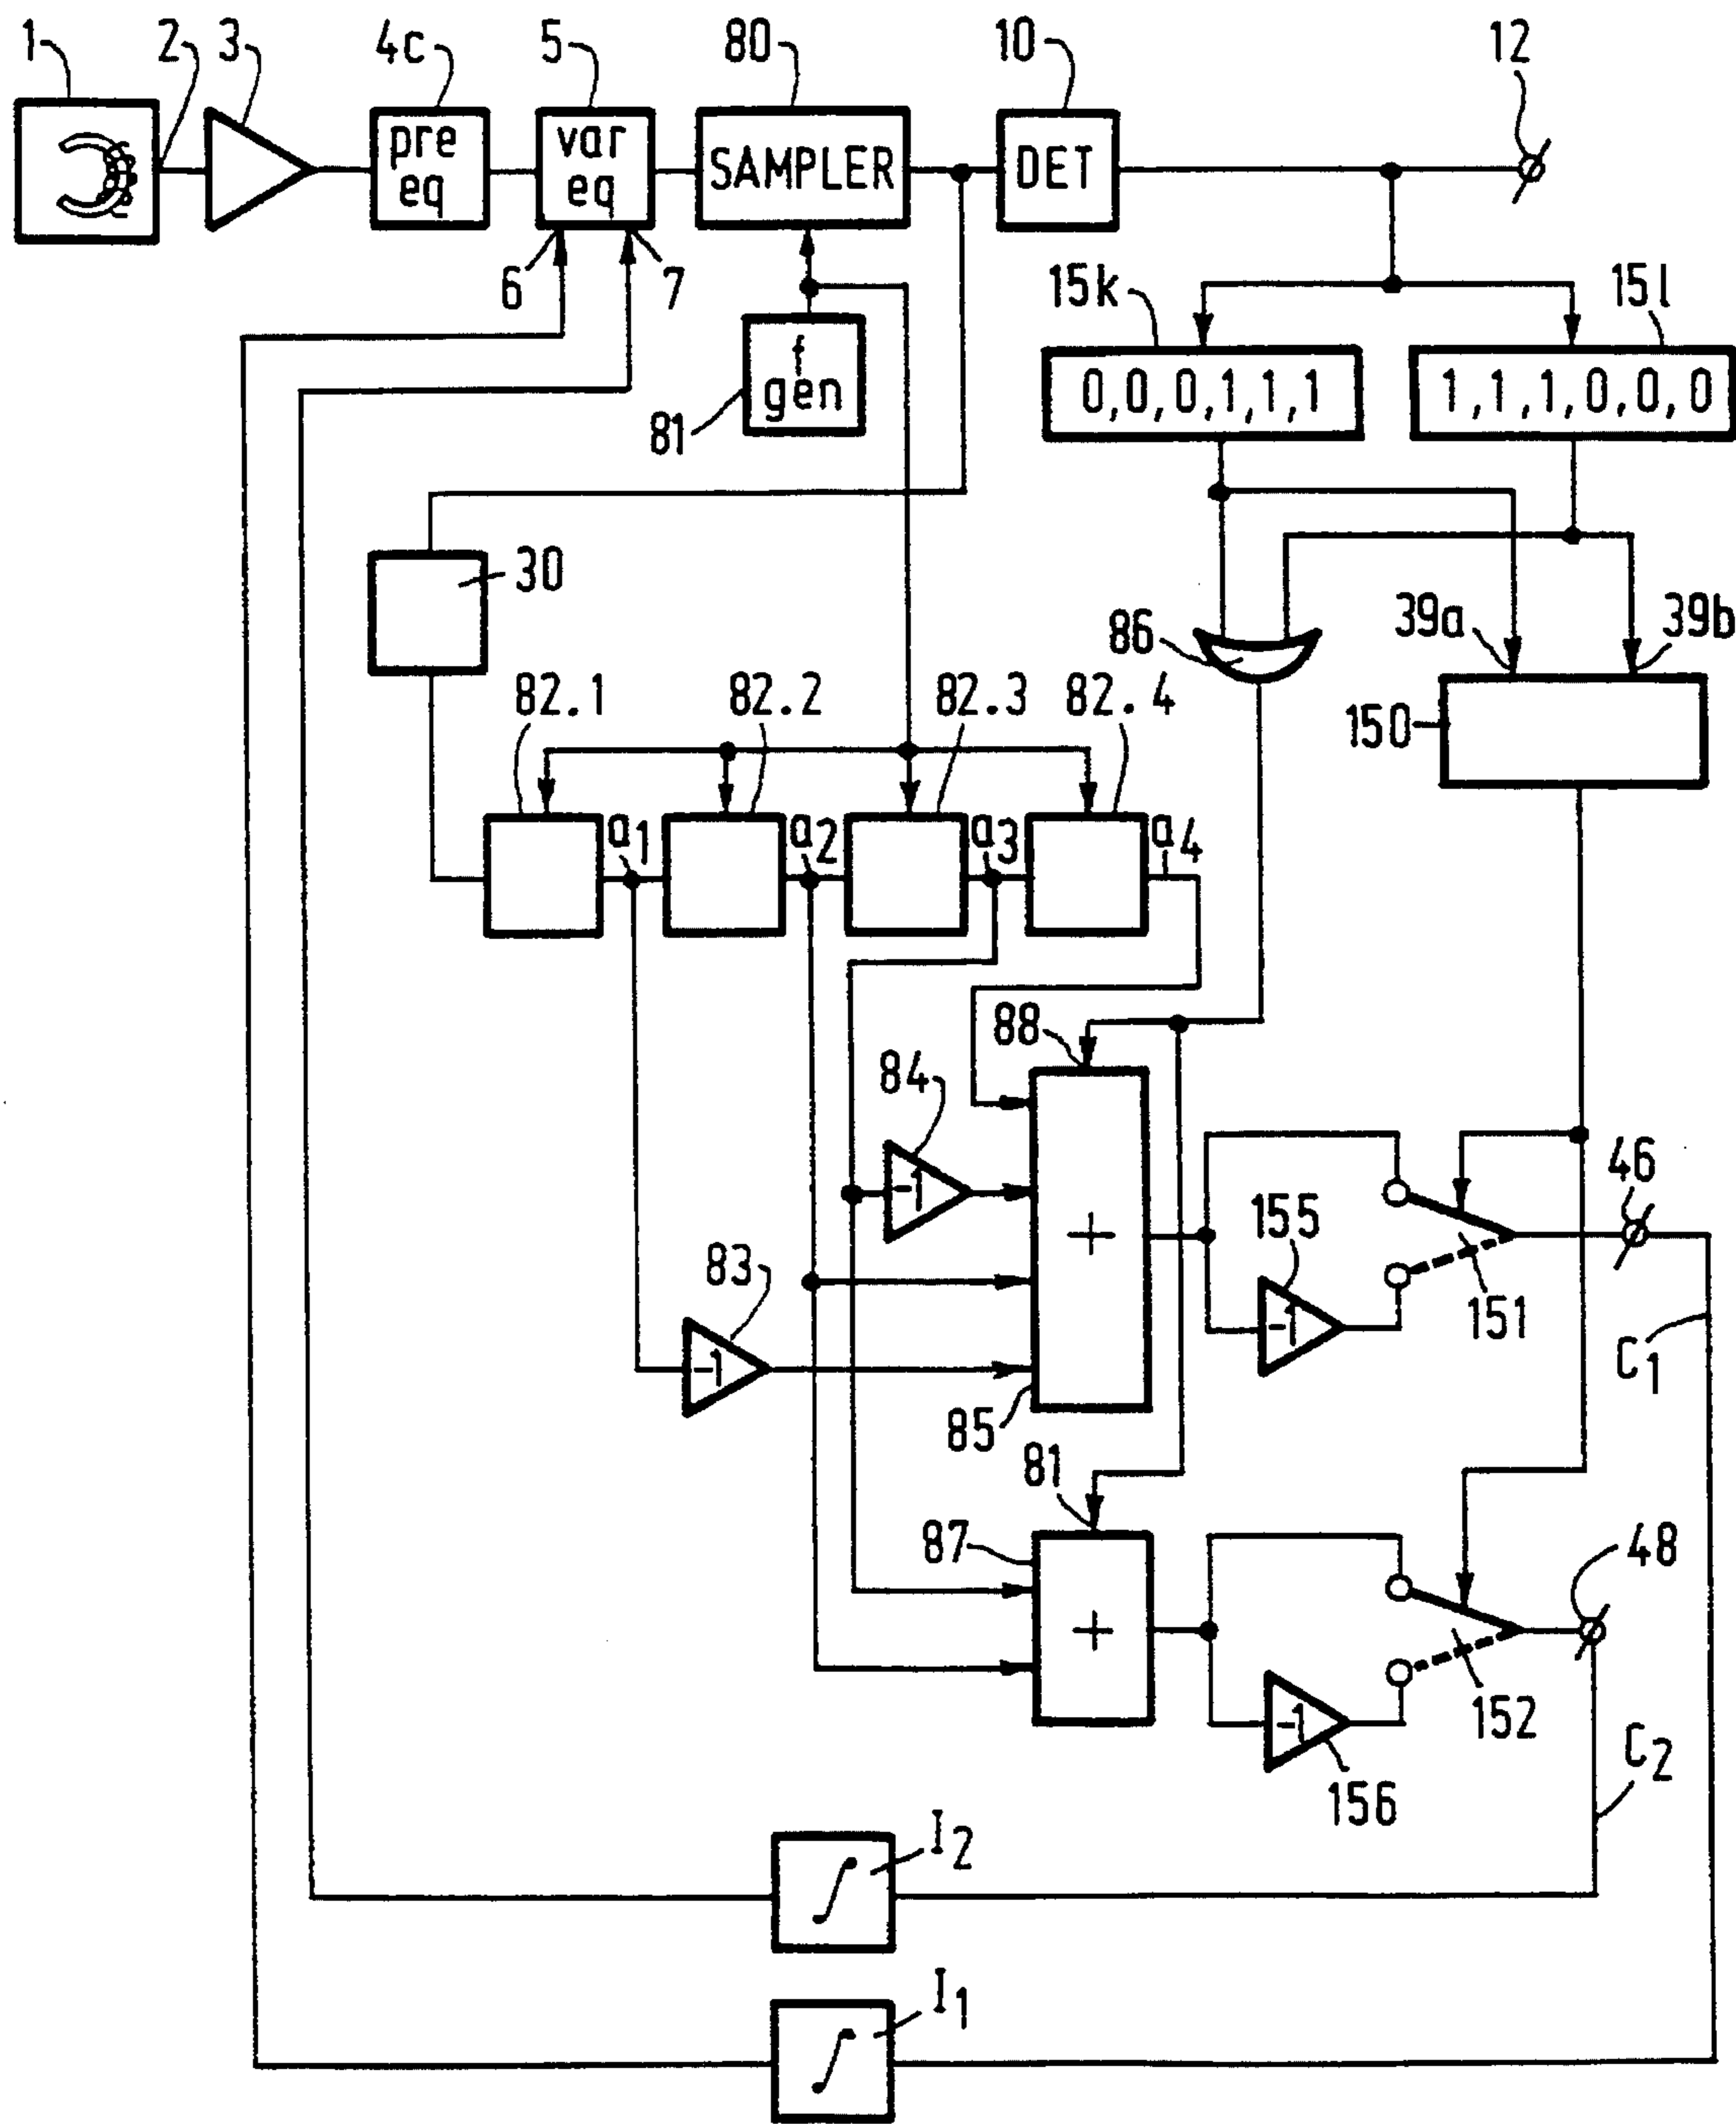 1
2
3
4c
5
80
10
12
pre
eq
var
eq
SAMPLER
DET
6
7
15k
15l
f
gen
81
0,0,0,1,1,1
1,1,1,0,0,0
30
86
39a
39b
82.1
82.2
82.3
82.4
150
a1
a2
a3
a4
88
84
-1
46
+
155
-1
151
83
-1
C1
85
81
87
48
+
152
-1
156
C2
I2
∫
I1
∫